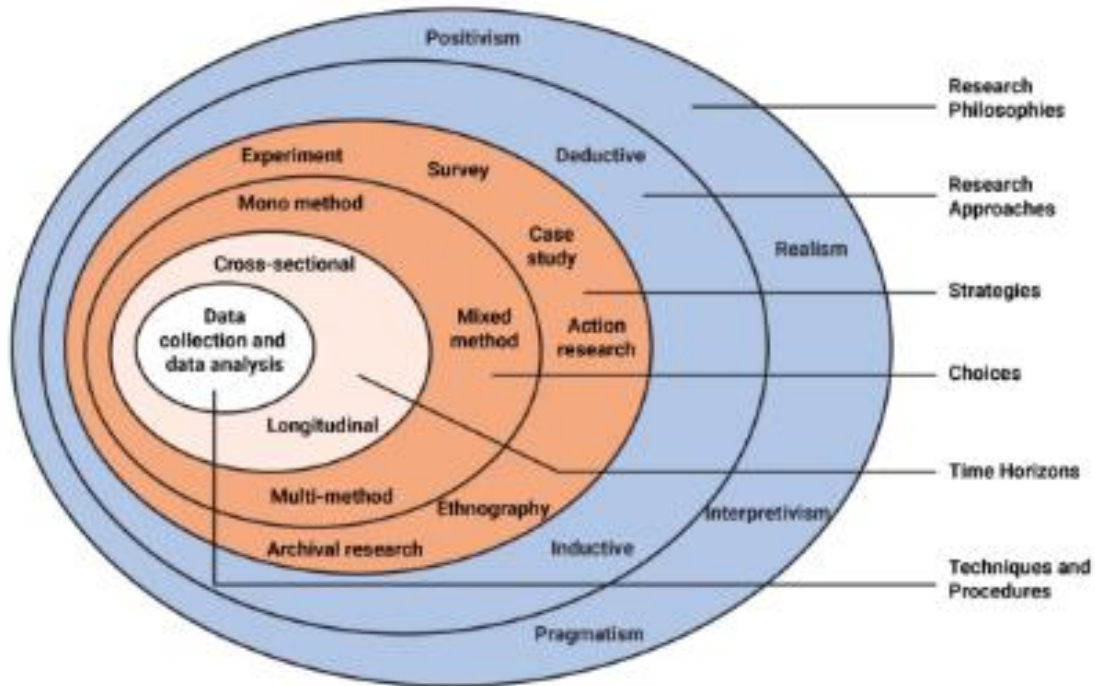 Positivism
Research
Philosophies
Experiment
Survey
Deductive
Research
Approaches
Mono method
Case
study
Realism
Cross-sectional
Strategies
Data
collection and
data analysis
Mixed
method
Action
research
Choices
Longitudinal
Time Horizons
Multi-method
Ethnography
Interpretivism
Archival research
Inductive
Techniques and
Procedures
Pragmatism